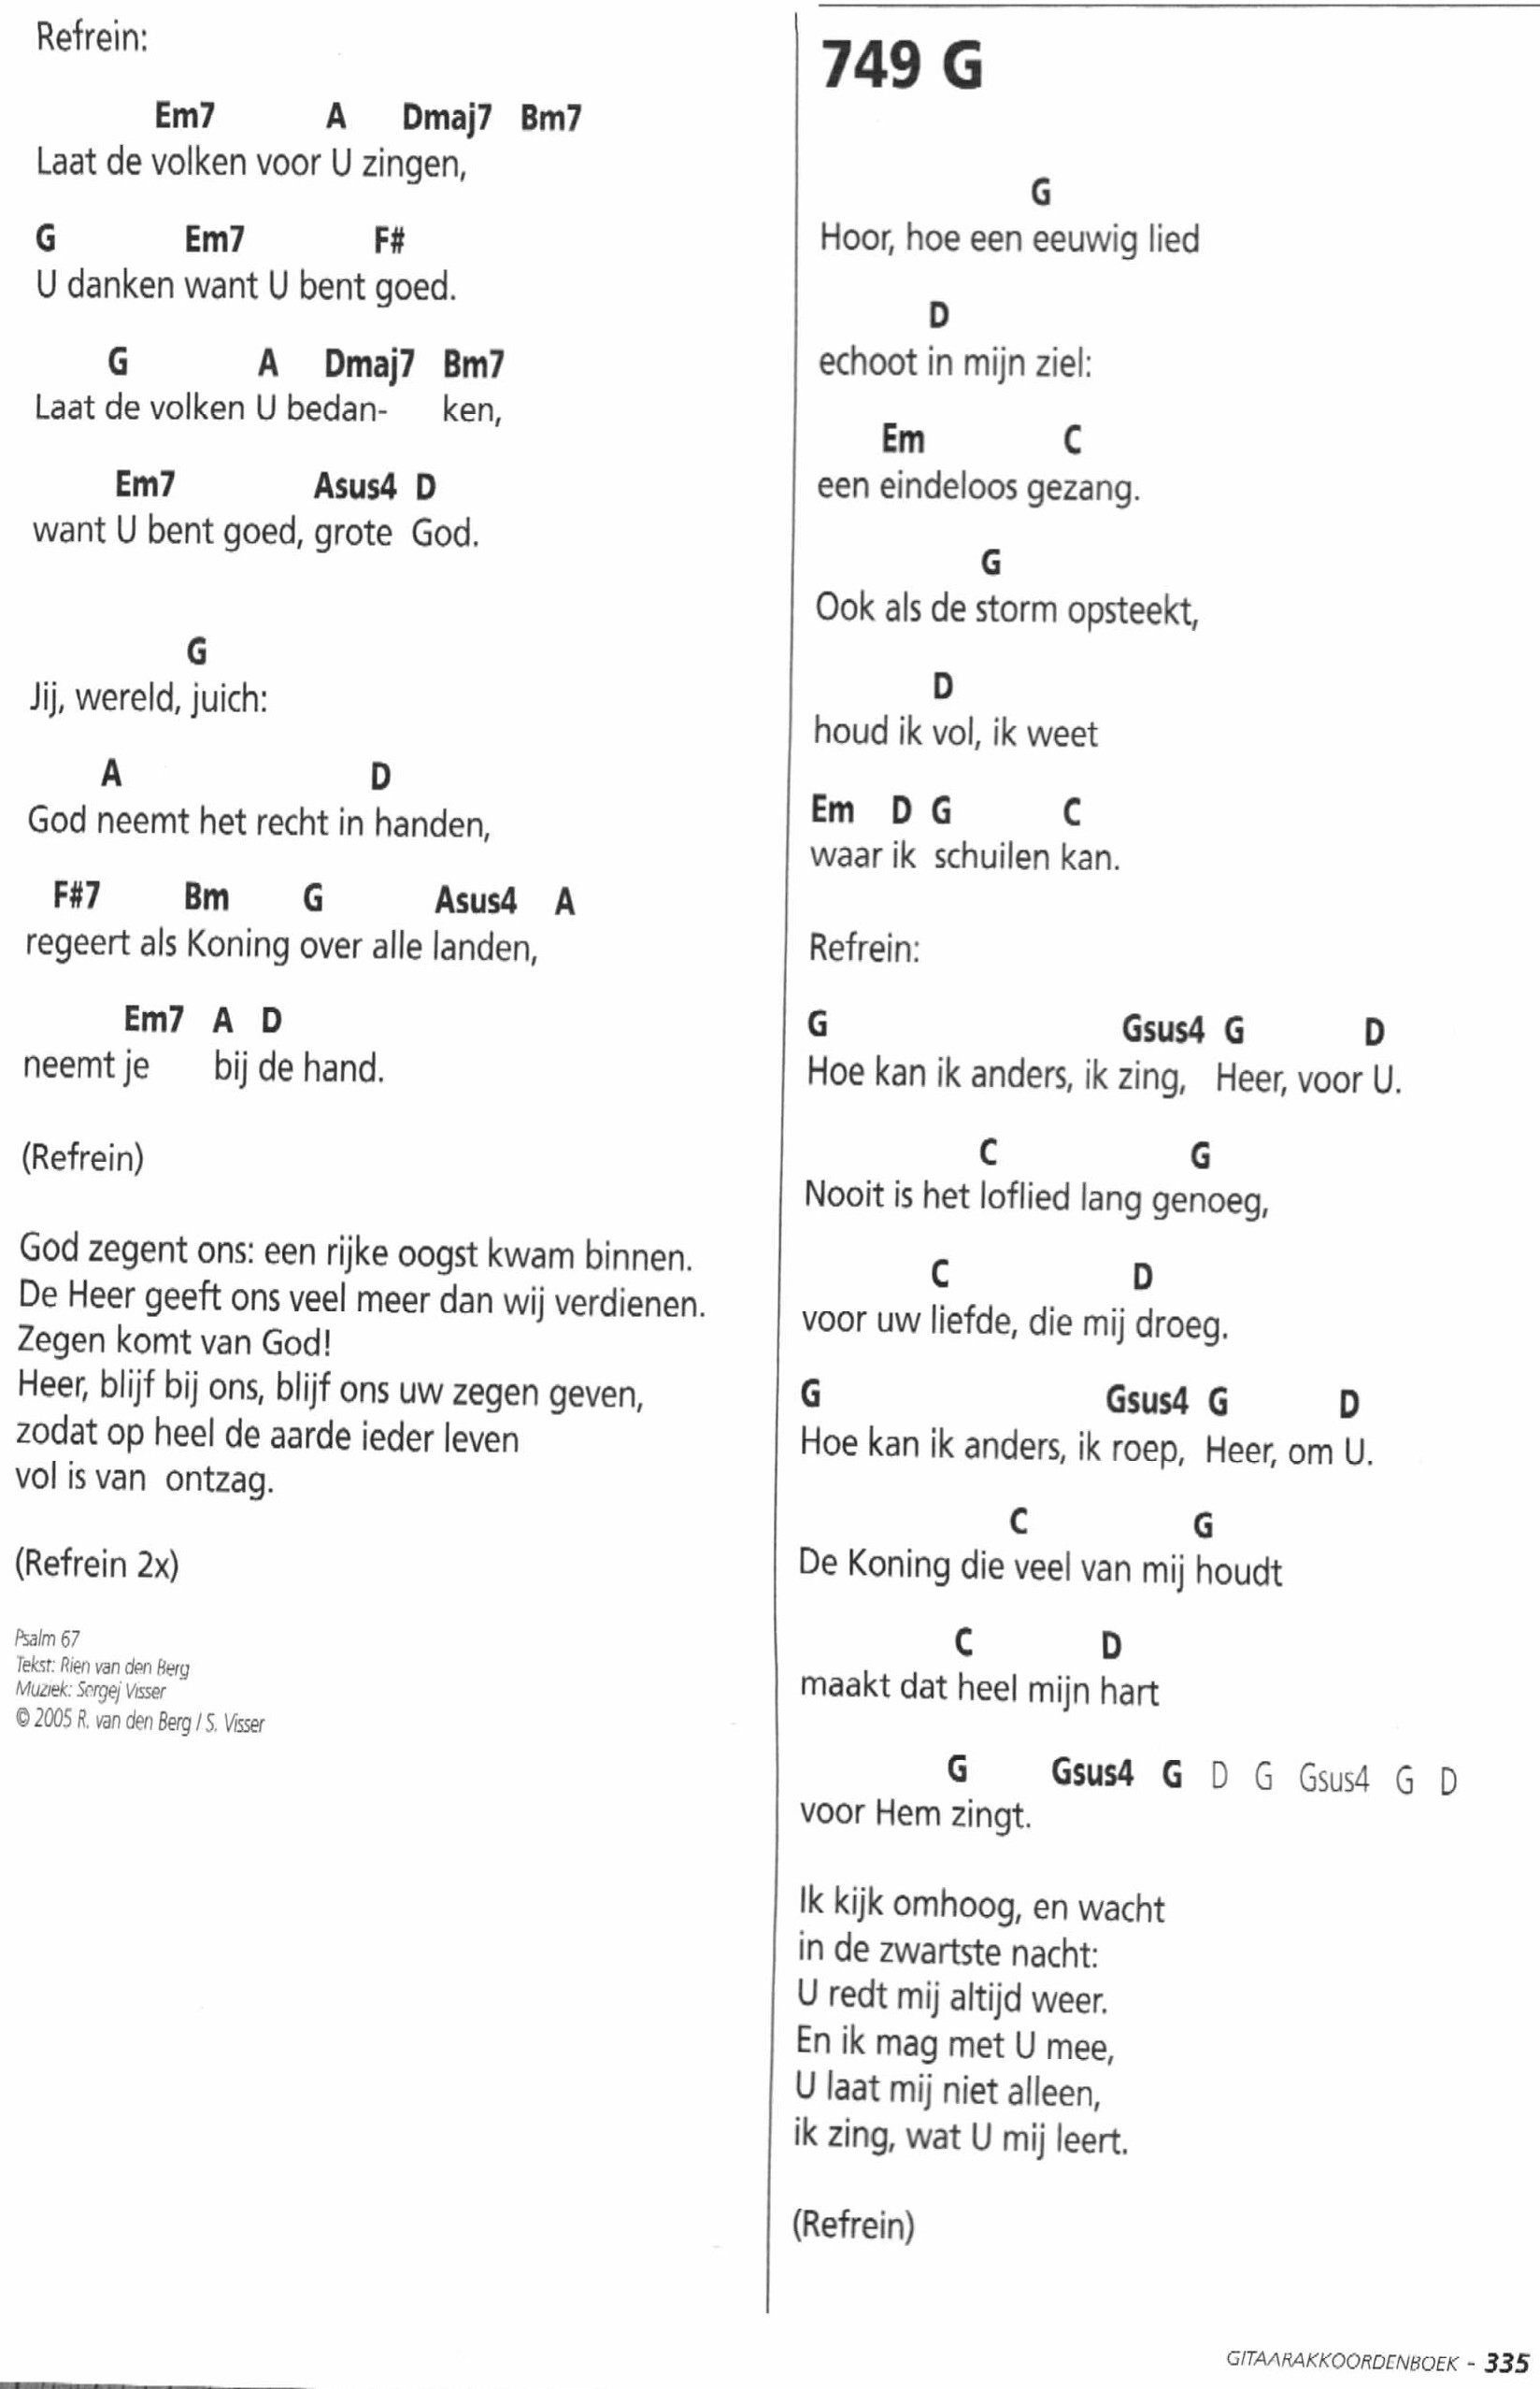 Refrein:
Em7 A Dmaj7 Bm7
Laat de volken voor U zingen,
G Em7 F#
U danken want U bent goed.
G A Dmaj7 Bm7
Laat de volken U bedan- ken,
Em7 Asus4 D
want U bent goed, grote God.
G
Jij, wereld, juich:
A D
God neemt het recht in handen,
F#7 Bm G Asus4 A
regeert als Koning over alle landen,
Em7 A D
neemt je bij de hand.
(Refrein)
God zegent ons: een rijke oogst kwam binnen.
De Heer geeft ons veel meer dan wij verdienen.
Zegen komt van God!
Heer, blijf bij ons, blijf ons uw zegen geven,
zodat op heel de aarde ieder leven
vol is van ontzag.
(Refrein 2x)
Psalm 67
Tekst: Rien van den Berg
Muziek: Sergej Visser
© 2005 R. van den Berg / S. Visser
749 G
G
Hoor, hoe een eeuwig lied
D
echoot in mijn ziel:
Em C
een eindeloos gezang.
G
Ook als de storm opsteekt,
D
houd ik vol, ik weet
Em D G C
waar ik schuilen kan.
Refrein:
G Gsus4 G D
Hoe kan ik anders, ik zing, Heer, voor U.
C G
Nooit is het loflied lang genoeg,
C D
voor uw liefde, die mij droeg.
G Gsus4 G D
Hoe kan ik anders, ik roep, Heer, om U.
C G
De Koning die veel van mij houdt
C D
maakt dat heel mijn hart
G Gsus4 G D G Gsus4 G D
voor Hem zingt.
Ik kijk omhoog, en wacht
in de zwartste nacht:
U redt mij altijd weer.
En ik mag met U mee,
U laat mij niet alleen,
ik zing, wat U mij leert.
(Refrein)
GITAARAKKOORDENBOEK - 335